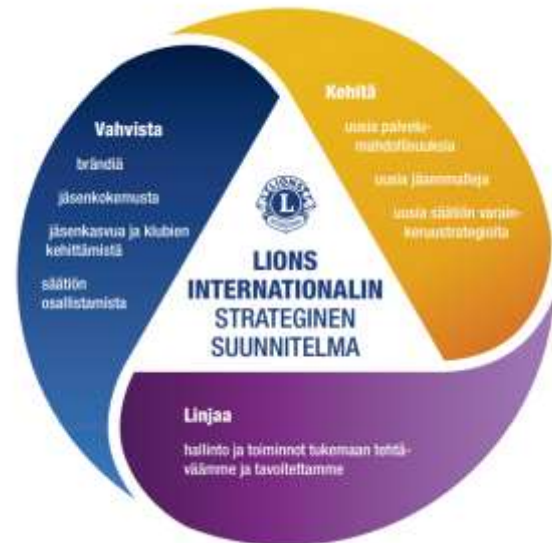 Vahvista
brändiä
jäsenkokemusta
jäsenkasvua ja klubien
kehittämistä
säätiön
osallistamista
Kehitä
uusia palvelu-
mahdollisuuksia
uusia jäsenmalleja
uusia säätiön varain-
keruustrategioita
LIONS
L
LIONS
INTERNATIONALIN
STRATEGINEN
SUUNNITELMA
Linjaa
hallinto ja toiminnot tukemaan tehtä-
väämme ja tavoitettamme